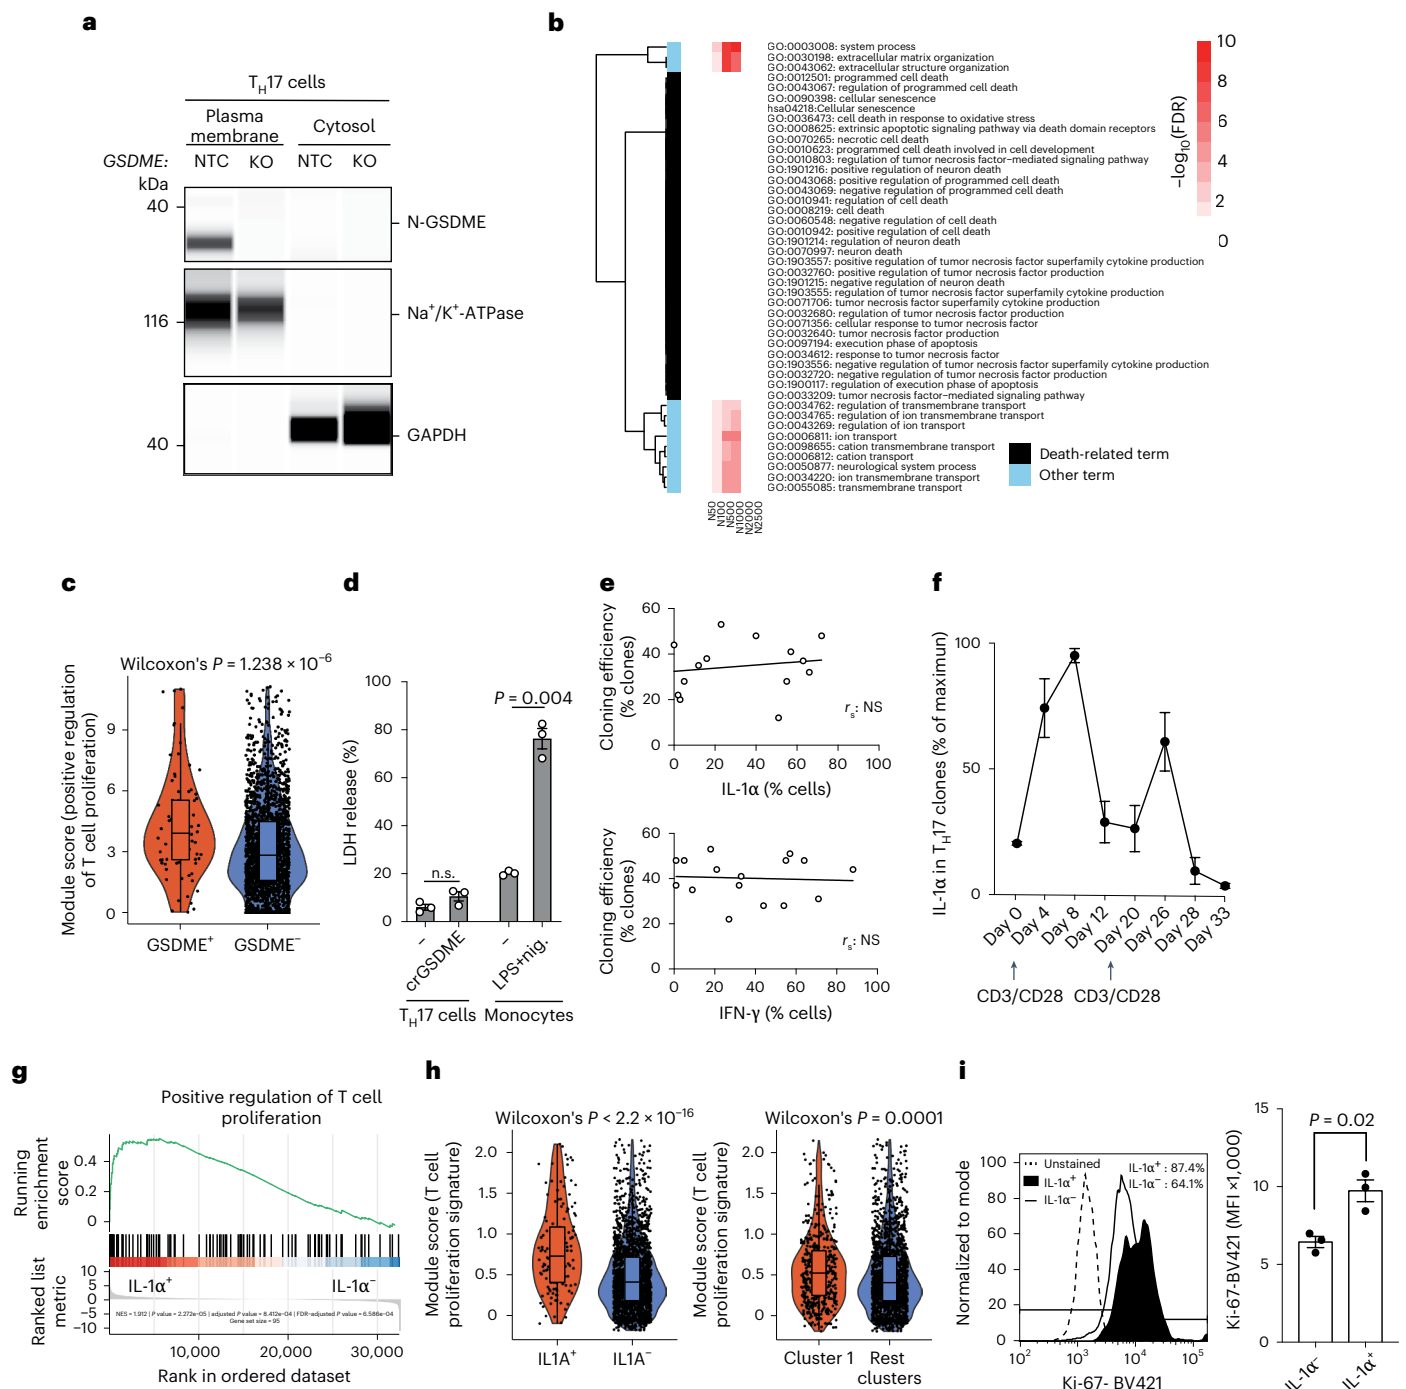 a
T_H17 cells
Plasma membrane
Cytosol
GSDME: NTC KO NTC KO
kDa
40
N-GSDME
116
Na⁺/K⁺-ATPase
40
GAPDH
b
GO:0003008: system process
GO:0030198: extracellular matrix organization
GO:0043062: extracellular structure organization
GO:0012501: programmed cell death
GO:0043067: regulation of programmed cell death
GO:0090398: cellular senescence
hsa04218:Cellular senescence
GO:0036473: cell death in response to oxidative stress
GO:0008625: extrinsic apoptotic signaling pathway via death domain receptors
GO:0070265: necrotic cell death
GO:0010623: programmed cell death involved in cell development
GO:0010803: regulation of tumor necrosis factor−mediated signaling pathway
GO:1901216: positive regulation of neuron death
GO:0043068: positive regulation of programmed cell death
GO:0043069: negative regulation of programmed cell death
GO:0010941: regulation of cell death
GO:0008219: cell death
GO:0060548: negative regulation of cell death
GO:0010942: positive regulation of cell death
GO:1901214: regulation of neuron death
GO:0070997: neuron death
GO:1903557: positive regulation of tumor necrosis factor superfamily cytokine production
GO:0032760: positive regulation of tumor necrosis factor production
GO:1901215: negative regulation of neuron death
GO:1903555: regulation of tumor necrosis factor superfamily cytokine production
GO:0071706: tumor necrosis factor superfamily cytokine production
GO:0032680: regulation of tumor necrosis factor production
GO:0071356: cellular response to tumor necrosis factor
GO:0032640: tumor necrosis factor production
GO:0097194: execution phase of apoptosis
GO:0034612: response to tumor necrosis factor
GO:1903556: negative regulation of tumor necrosis factor superfamily cytokine production
GO:0032720: negative regulation of tumor necrosis factor production
GO:1900117: regulation of execution phase of apoptosis
GO:0033209: tumor necrosis factor−mediated signaling pathway
GO:0034762: regulation of transmembrane transport
GO:0034765: regulation of ion transmembrane transport
GO:0043269: regulation of ion transport
GO:0006811: ion transport
GO:0098655: cation transmembrane transport
GO:0006812: cation transport
GO:0050877: neurological system process
GO:0034220: ion transmembrane transport
GO:0055085: transmembrane transport
N50
N100
N500
N1000
N2000
N2500
−log₁₀(FDR)
10
8
6
4
2
0
Death-related term
Other term
c
Wilcoxon's P = 1.238 × 10⁻⁶
Module score (positive regulation of T cell proliferation)
9
6
3
0
GSDME⁺ GSDME⁻
d
LDH release (%)
100
80
60
40
20
0
P = 0.004
n.s.
– crGSDME – LPS+nig.
T_H17 cells Monocytes
e
Cloning efficiency (% clones)
60
40
20
0
r_s: NS
0 20 40 60 80 100
IL-1α (% cells)
Cloning efficiency (% clones)
60
40
20
0
r_s: NS
0 20 40 60 80 100
IFN-γ (% cells)
f
IL-1α in T_H17 clones (% of maximun)
100
50
0
Day 0 Day 4 Day 8 Day 12 Day 20 Day 26 Day 28 Day 33
CD3/CD28 CD3/CD28
g
Positive regulation of T cell
proliferation
Running enrichment score
0.4
0.2
0
Ranked list metric
10
5
0
−5
−10
IL-1α⁺ IL-1α⁻
NES = 1.912 | P value = 2.272e−05 | adjusted P value = 8.412e−04 | FDR-adjusted P value = 6.586e−04
Gene set size = 95
10,000 20,000 30,000
Rank in ordered dataset
h
Wilcoxon's P < 2.2 × 10⁻¹⁶
Module score (T cell proliferation signature)
2.0
1.5
1.0
0.5
0
IL1A⁺ IL1A⁻
Wilcoxon's P = 0.0001
Module score (T cell proliferation signature)
2.0
1.5
1.0
0.5
0
Cluster 1 Rest clusters
i
Normalized to mode
100
80
60
40
20
0
Unstained
IL-1α⁺
IL-1α⁻
IL-1α⁺ : 87.4%
IL-1α⁻ : 64.1%
10² 10³ 10⁴ 10⁵
Ki-67- BV421
Ki-67-BV421 (MFI ×1,000)
15
10
5
0
P = 0.02
IL-1α⁻ IL-1α⁺